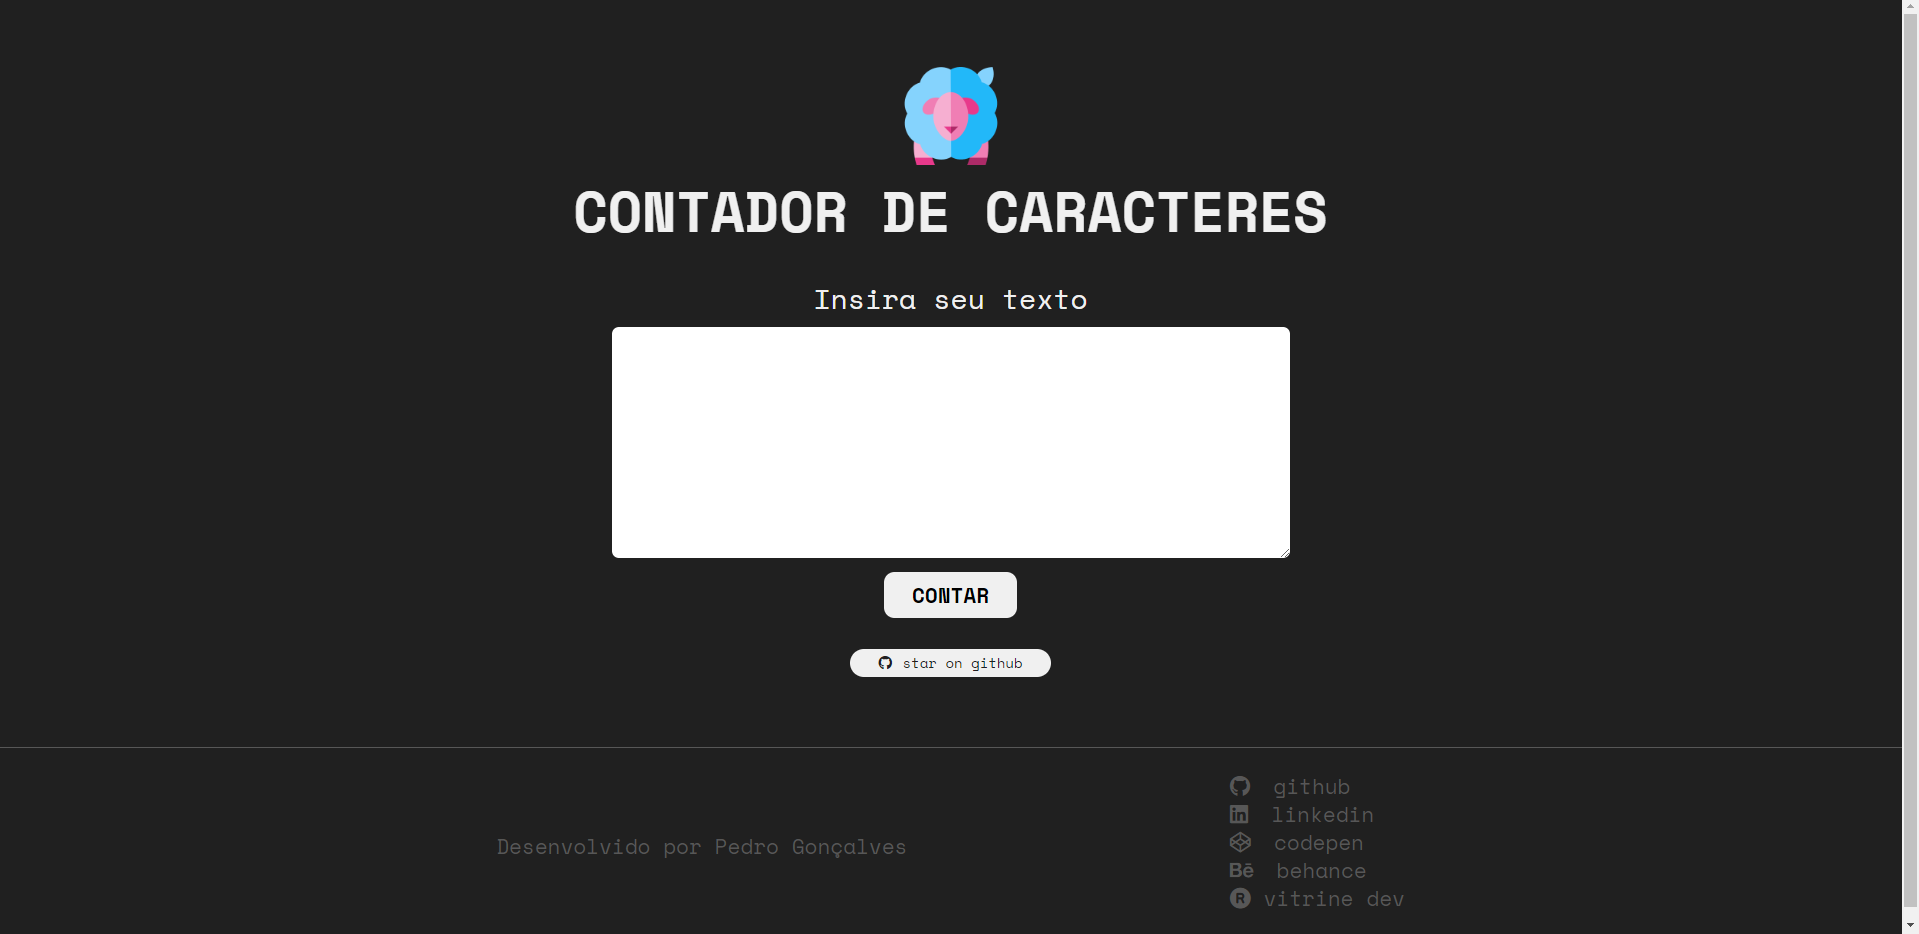 CONTADOR DE CARACTERES
Insira seu texto
CONTAR
star on github
Desenvolvido por Pedro Gonçalves
github
linkedin
codepen
behance
vitrine dev